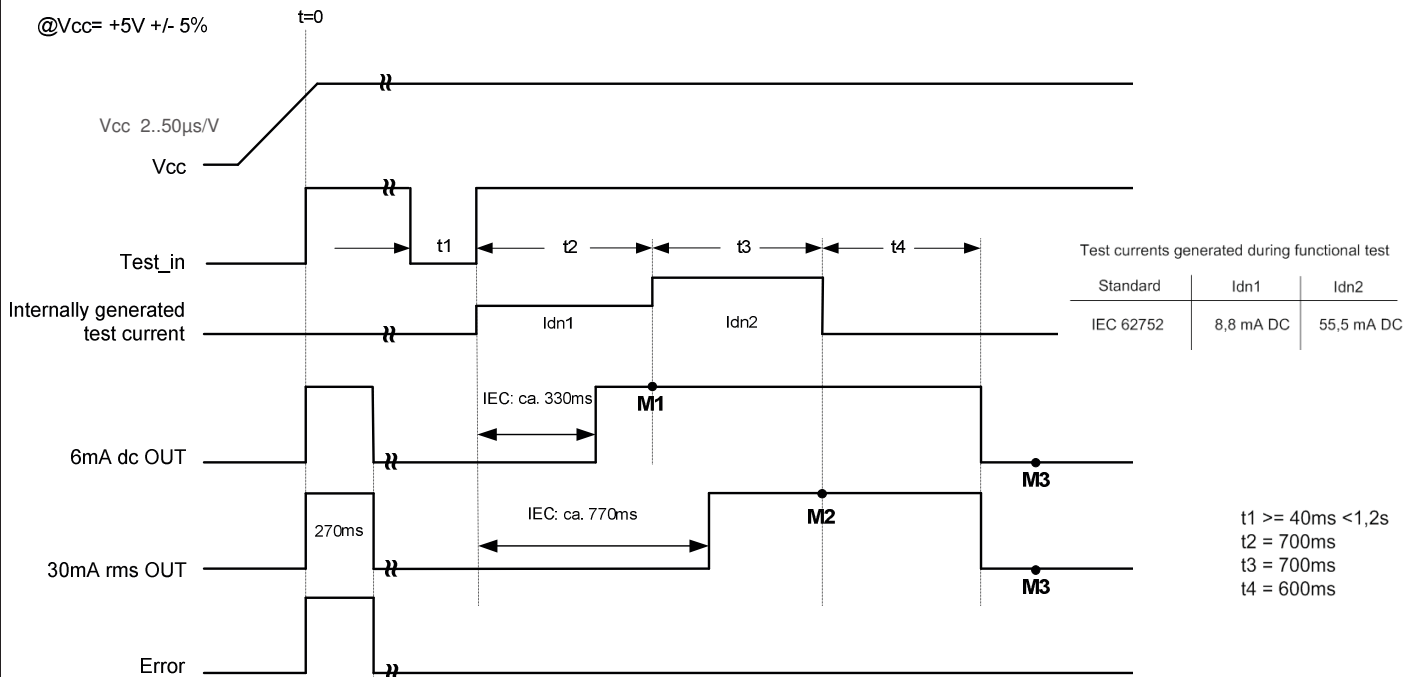 @Vcc= +5V +/- 5%
t=0
Vcc 2..50µs/V
Vcc
Test_in
t1
t2
t3
t4
Internally generated
test current
Idn1
Idn2
Test currents generated during functional test
Standard Idn1 Idn2
IEC 62752 8,8 mA DC 55,5 mA DC
IEC: ca. 330ms
M1
6mA dc OUT
M3
IEC: ca. 770ms
M2
270ms
30mA rms OUT
M3
t1 >= 40ms <1,2s
t2 = 700ms
t3 = 700ms
t4 = 600ms
Error